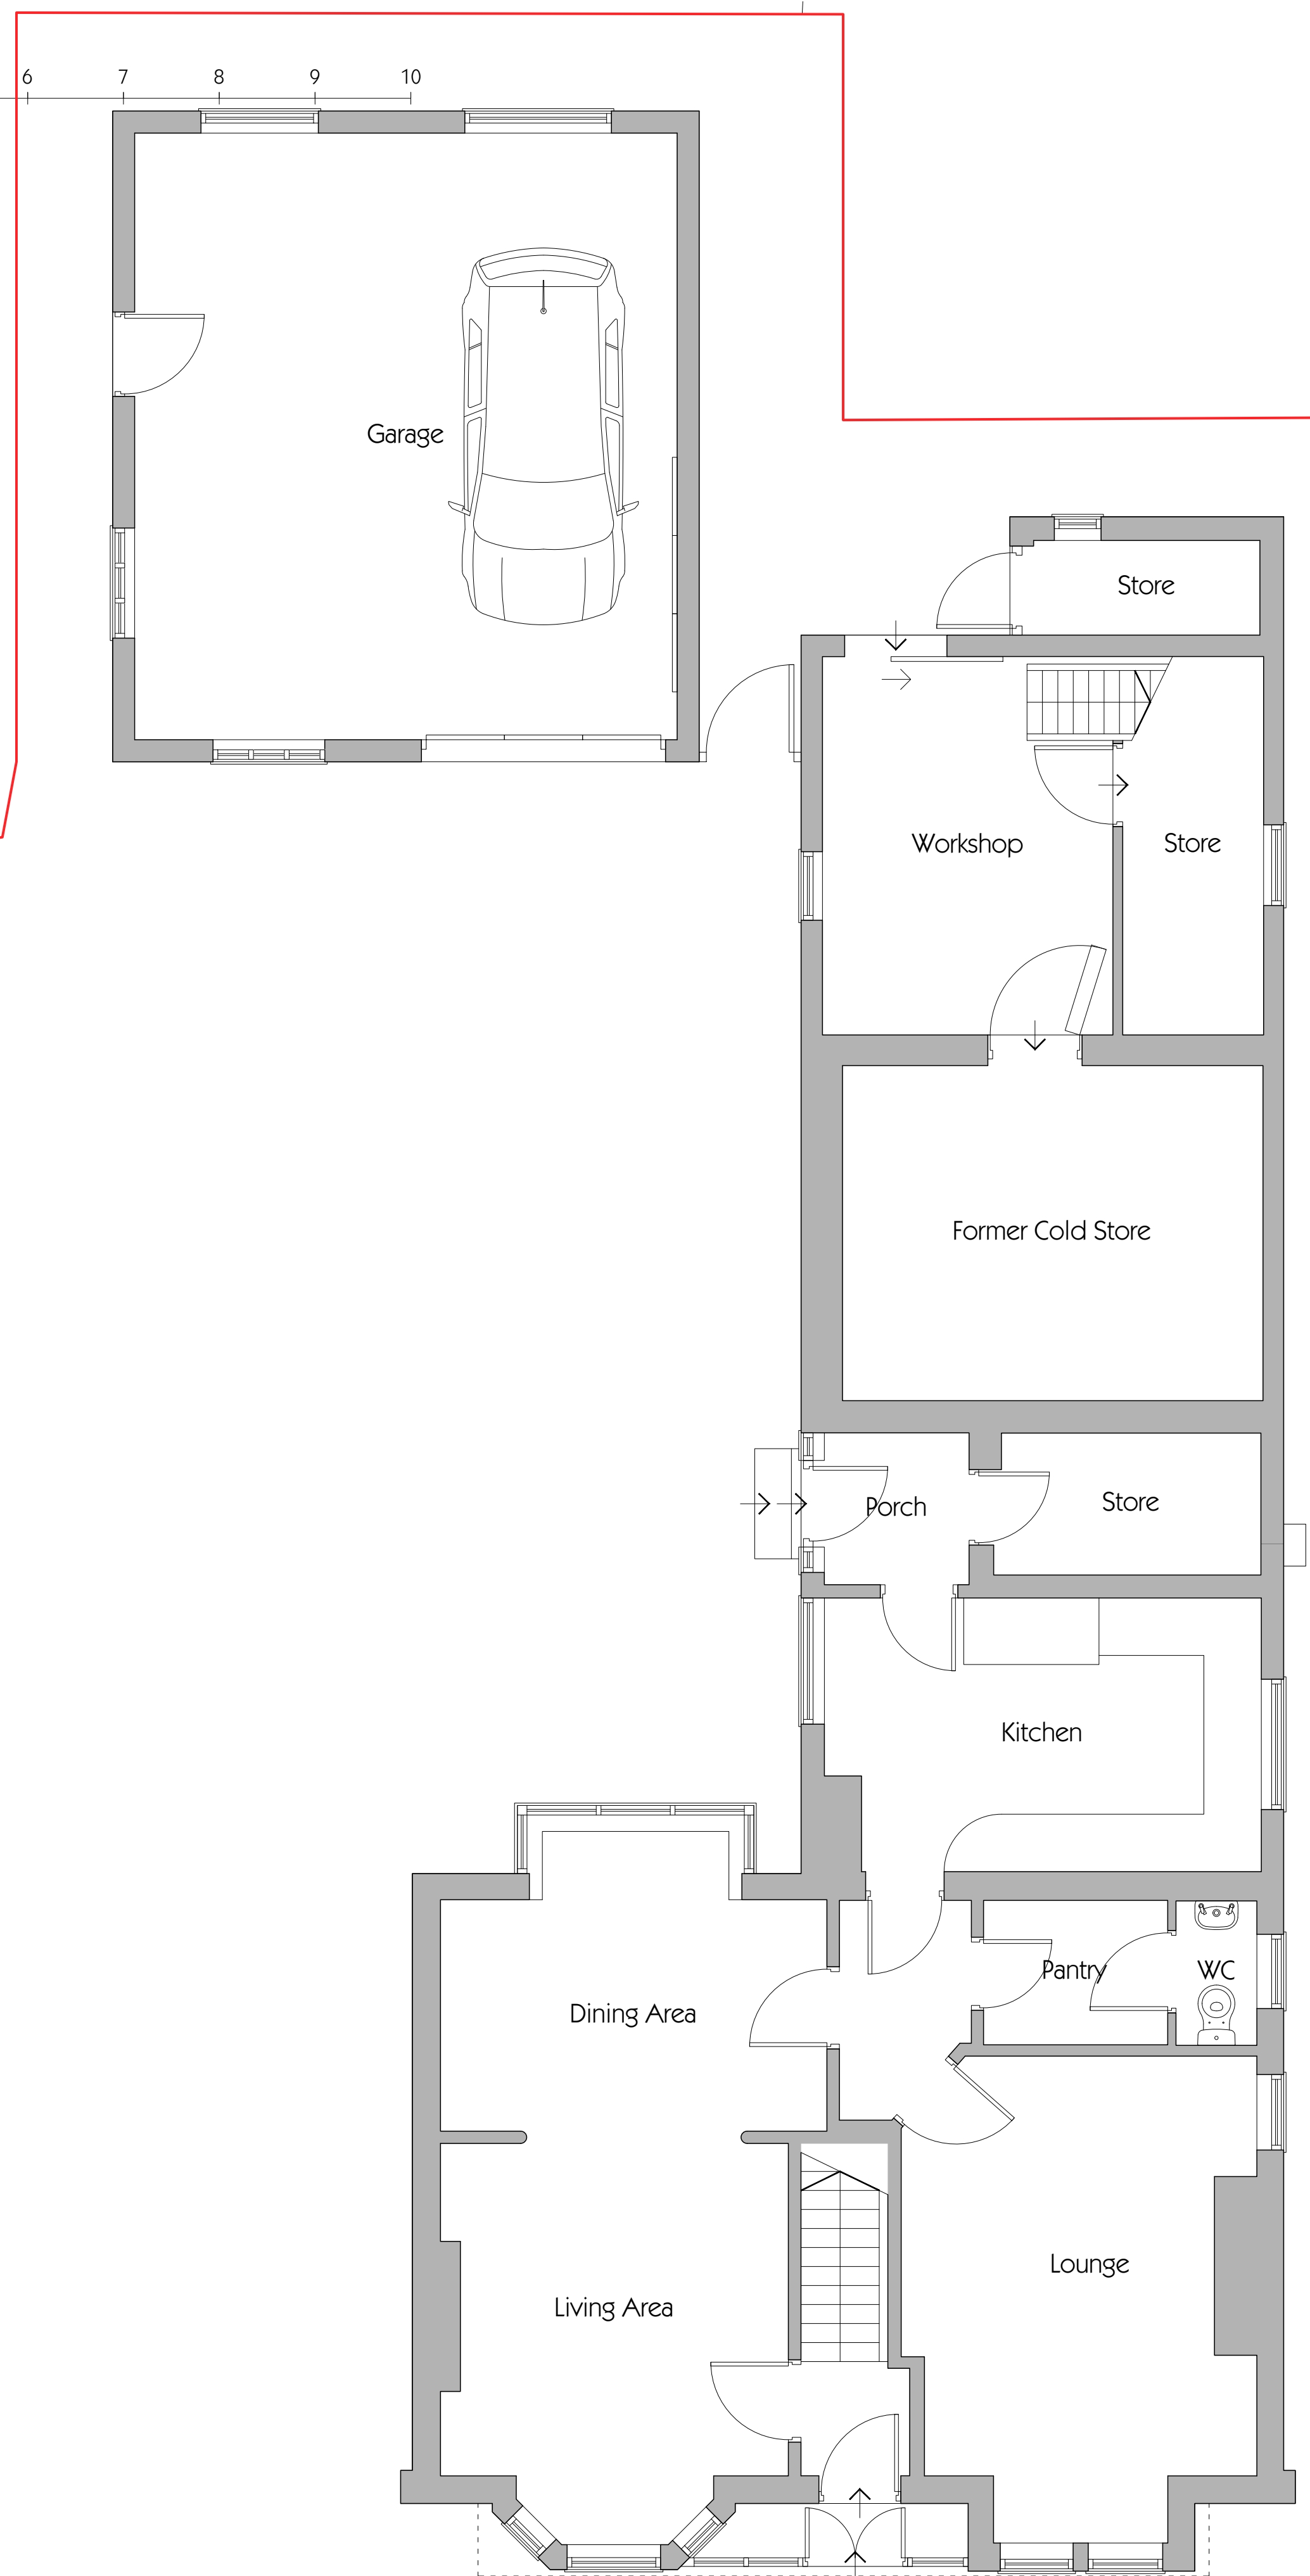 6 7 8 9 10
Garage
Store
Workshop
Store
Former Cold Store
Porch
Store
Kitchen
Pantry
WC
Dining Area
Lounge
Living Area